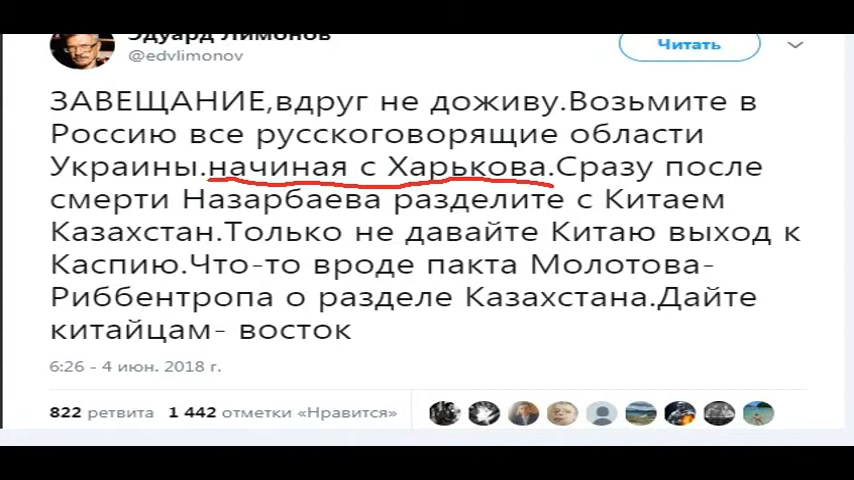 Эдуард Лимонов
@edvlimonov
Читать
ЗАВЕЩАНИЕ,вдруг не доживу.Возьмите в
Россию все русскоговорящие области
Украины.начиная с Харькова.Сразу после
смерти Назарбаева разделите с Китаем
Казахстан.Только не давайте Китаю выход к
Каспию.Что-то вроде пакта Молотова-
Риббентропа о разделе Казахстана.Дайте
китайцам- восток
6:26 - 4 июн. 2018 г.
822 ретвита 1 442 отметки «Нравится»